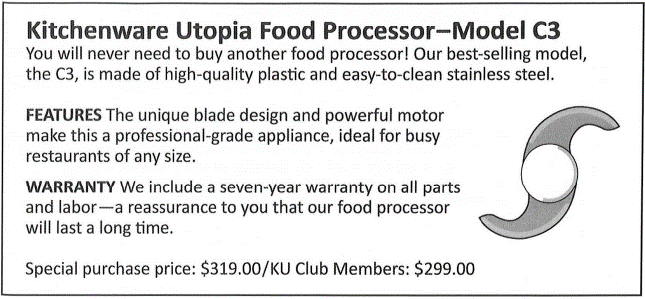 Kitchenware Utopia Food Processor–Model C3
You will never need to buy another food processor! Our best-selling model,
the C3, is made of high-quality plastic and easy-to-clean stainless steel.
FEATURES The unique blade design and powerful motor
make this a professional-grade appliance, ideal for busy
restaurants of any size.
WARRANTY We include a seven-year warranty on all parts
and labor—a reassurance to you that our food processor
will last a long time.
Special purchase price: $319.00/KU Club Members: $299.00